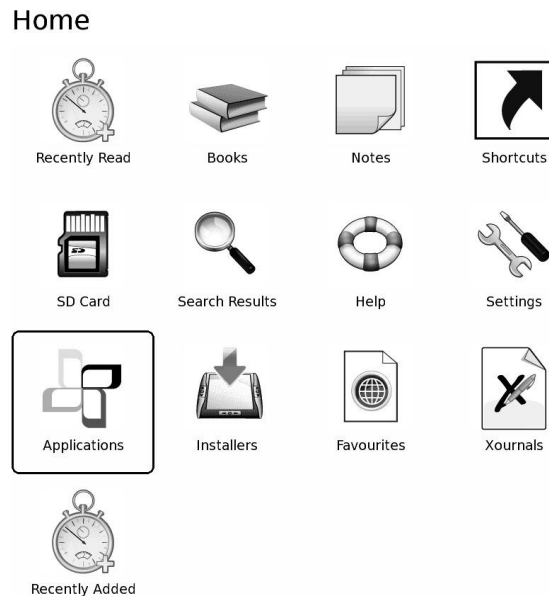 Home
Recently Read
Books
Notes
Shortcuts
SD Card
Search Results
Help
Settings
Applications
Installers
Favourites
Xournals
Recently Added